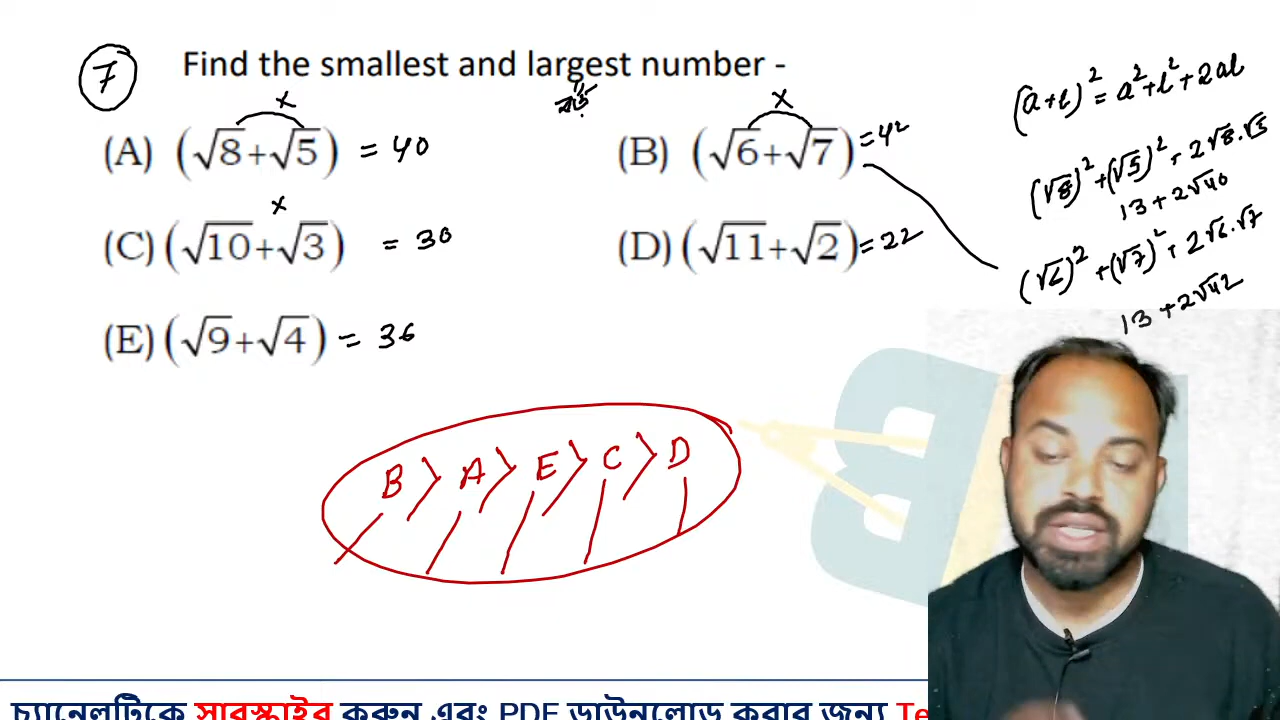 7 Find the smallest and largest number -
(A) (√8+√5) = 40
(B) (√6+√7) = 42
(C) (√10+√3) = 30
(D) (√11+√2) = 22
(E) (√9+√4) = 36
x
x
x
(a+b)² = a²+b²+2ab
(√8)²+(√5)²+2√8.√5
13+2√40
(√6)²+(√7)²+2√6.√7
13+2√42
B > A > E > C > D
চ্যানেলটিকে সাবস্ক্রাইব করুন এবং PDF ডাউনলোড করার জন্য Te